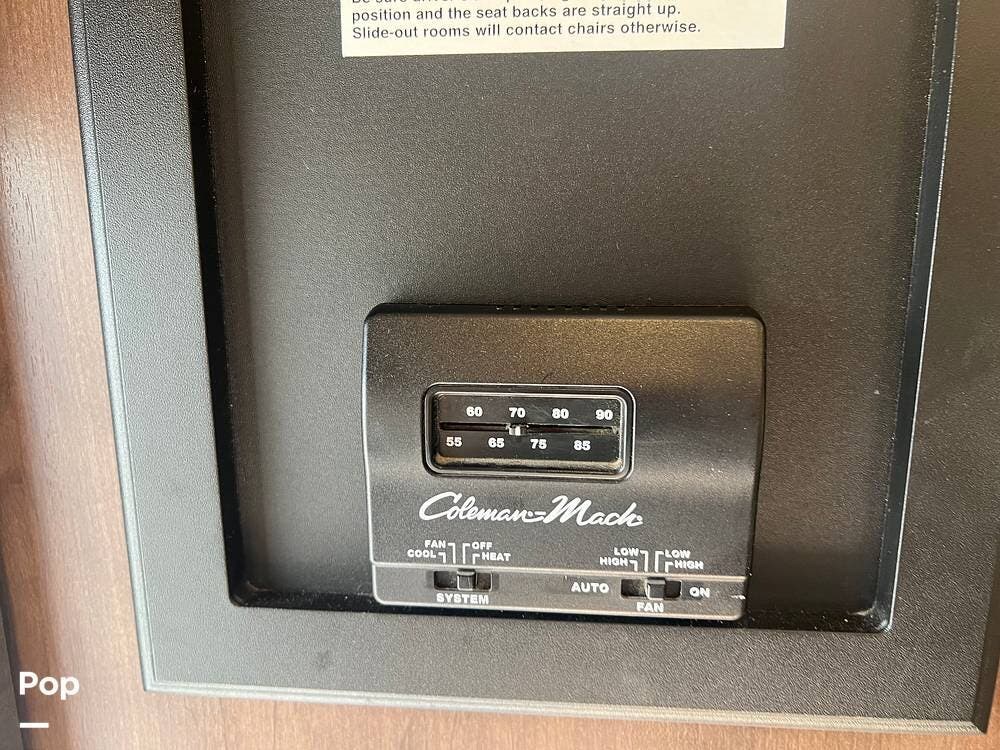 position and the seat backs are straight up.
Slide-out rooms will contact chairs otherwise.
60 70 80 90
55 65 75 85
Coleman-Mach
FAN OFF
COOL HEAT
SYSTEM
LOW LOW
HIGH HIGH
AUTO ON
FAN
Pop